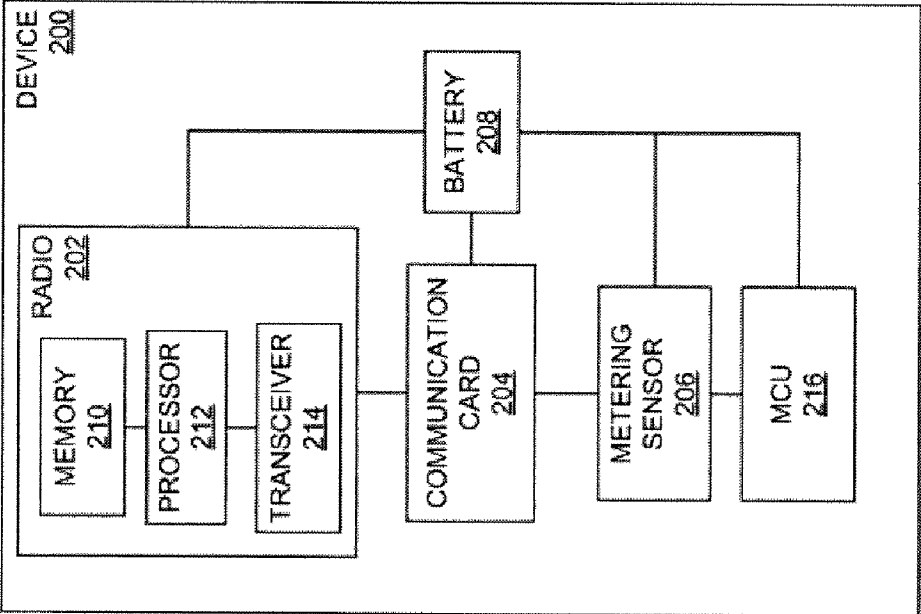 DEVICE
200
RADIO
202
MEMORY
210
PROCESSOR
212
TRANSCEIVER
214
BATTERY
208
COMMUNICATION
CARD
204
METERING
SENSOR
206
MCU
216